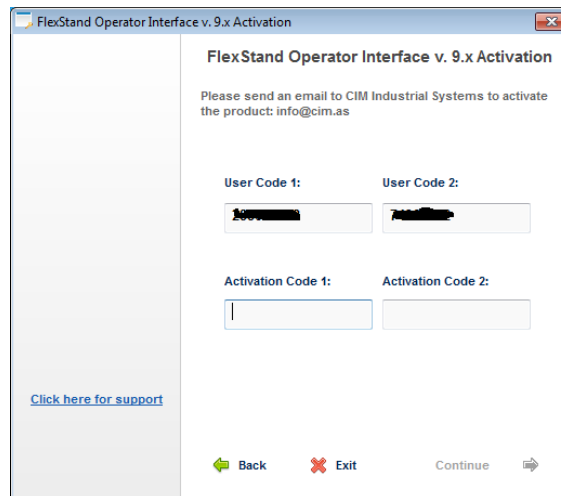 FlexStand Operator Interface v. 9.x Activation
FlexStand Operator Interface v. 9.x Activation
Please send an email to CIM Industrial Systems to activate
the product: info@cim.as
User Code 1: User Code 2:
Activation Code 1: Activation Code 2:
Click here for support
Back Exit Continue